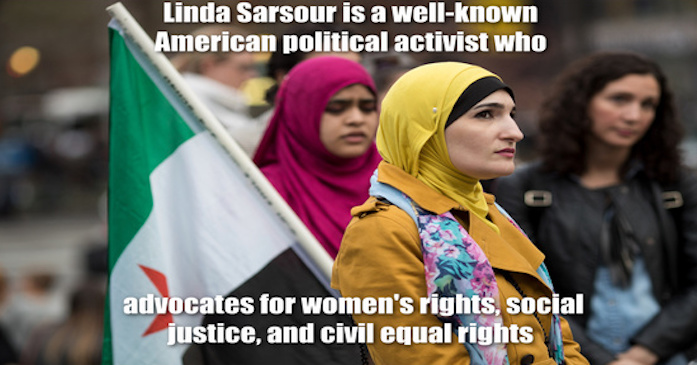 Linda Sarsour is a well-known
American political activist who
advocates for women's rights, social
justice, and civil equal rights